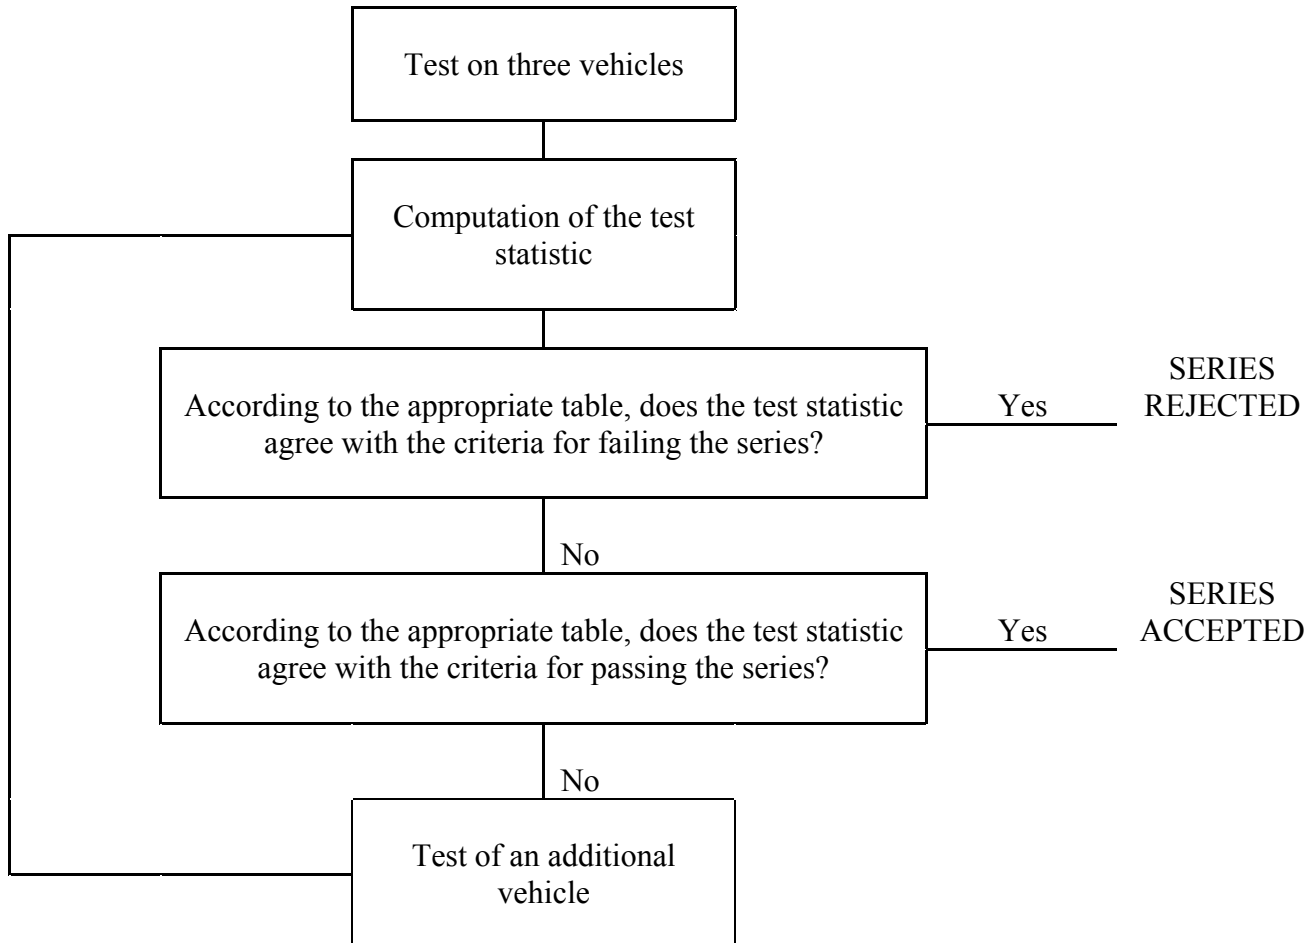 Test on three vehicles
Computation of the test
statistic
According to the appropriate table, does the test statistic
agree with the criteria for failing the series?
Yes
SERIES
REJECTED
No
According to the appropriate table, does the test statistic
agree with the criteria for passing the series?
Yes
SERIES
ACCEPTED
No
Test of an additional
vehicle